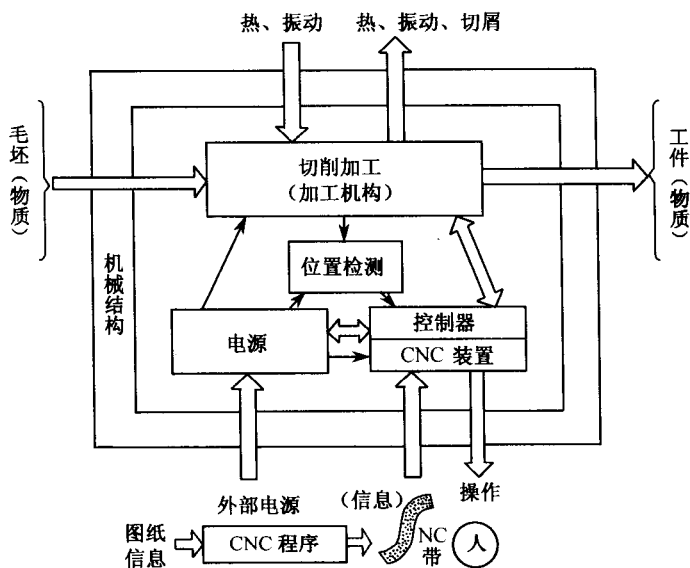 热、振动
热、振动、切屑
毛坯（物质）
切削加工
（加工机构）
工件（物质）
机械结构
位置检测
电源
控制器
CNC 装置
外部电源
（信息）
操作
图纸
信息
CNC 程序
NC
带
人